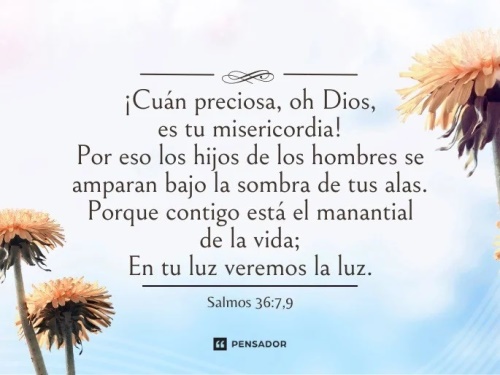 ¡Cuán preciosa, oh Dios,
es tu misericordia!
Por eso los hijos de los hombres se
amparan bajo la sombra de tus alas.
Porque contigo está el manantial
de la vida;
En tu luz veremos la luz.
Salmos 36:7,9
PENSADOR